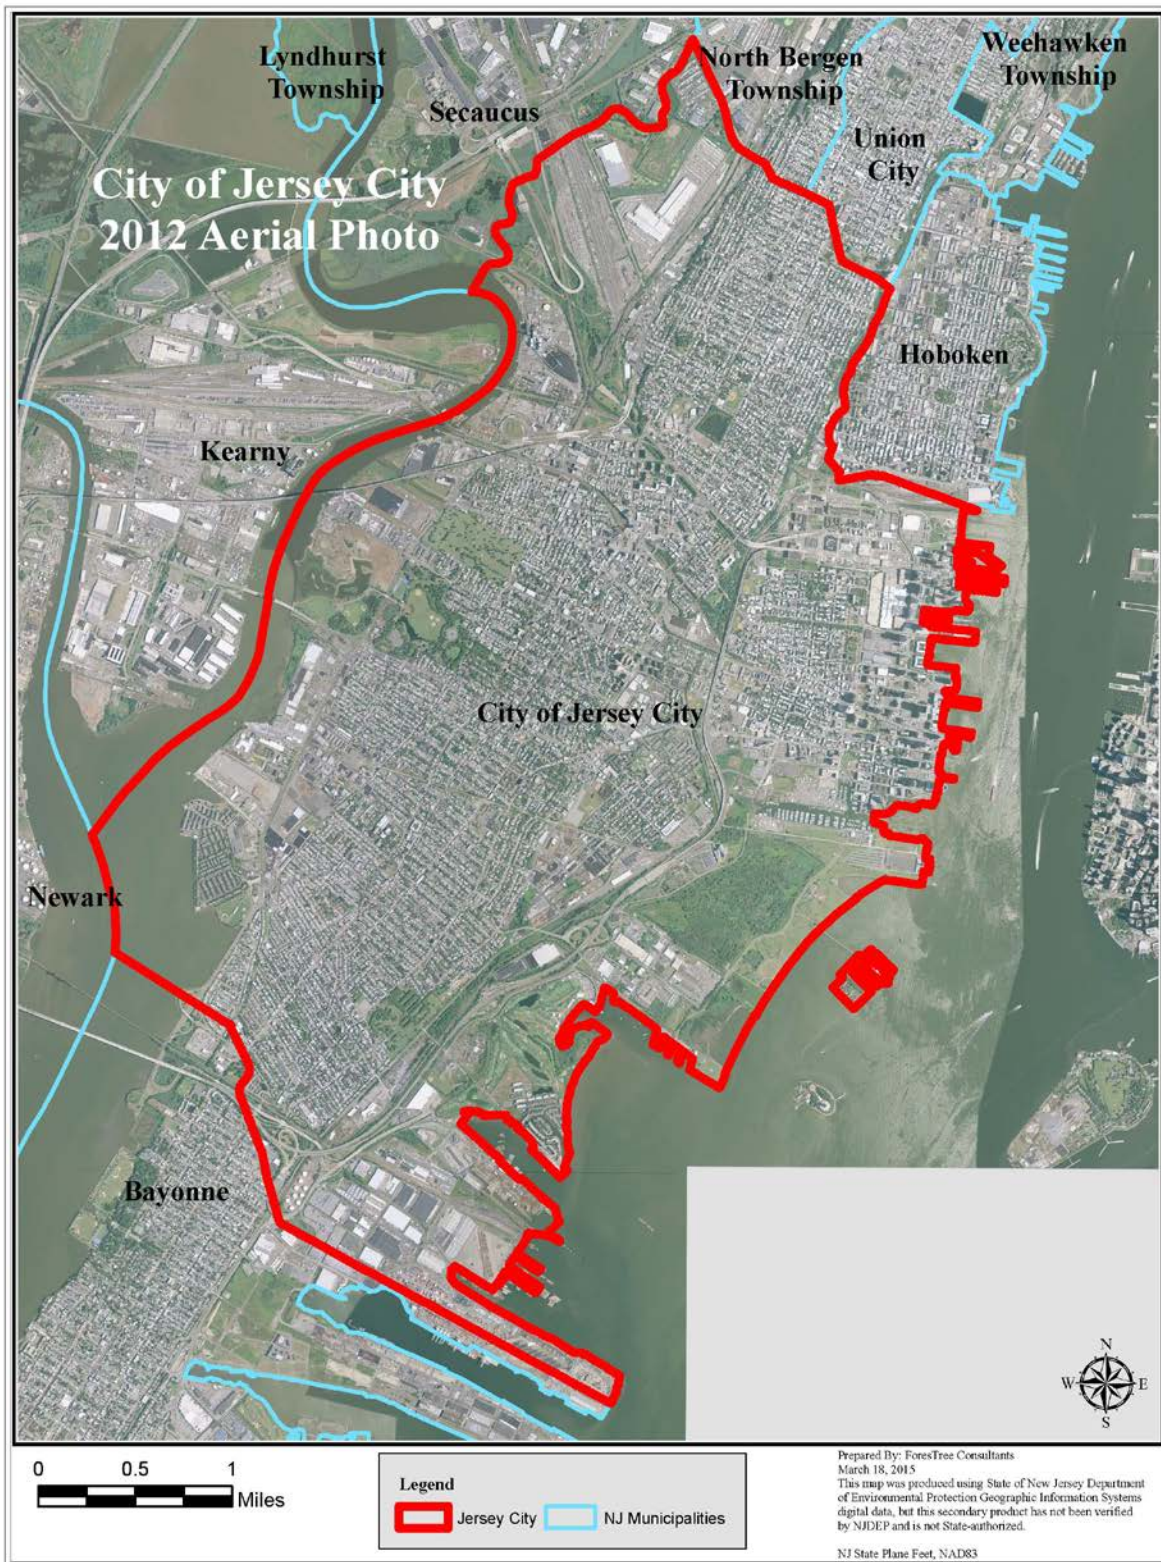 Lyndhurst
Township
Secaucus
North Bergen
Township
Weehawken
Township
Union
City
City of Jersey City
2012 Aerial Photo
Hoboken
Kearny
City of Jersey City
Newark
Bayonne
N
W E
S
0 0.5 1
Miles
Legend
Jersey City NJ Municipalities
Prepared By: ForesTree Consultants
March 18, 2015
This map was produced using State of New Jersey Department
of Environmental Protection Geographic Information Systems
digital data, but this secondary product has not been verified
by NJDEP and is not State-authorized.
NJ State Plane Feet, NAD83